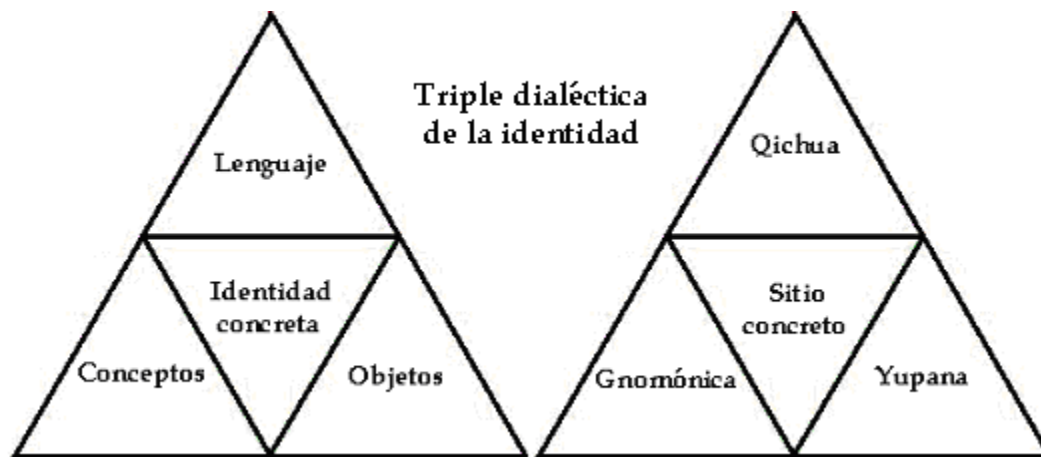 Triple dialéctica
de la identidad
Lenguaje
Identidad
concreta
Conceptos
Objetos
Qichua
Sitio
concreto
Gnomónica
Yupana